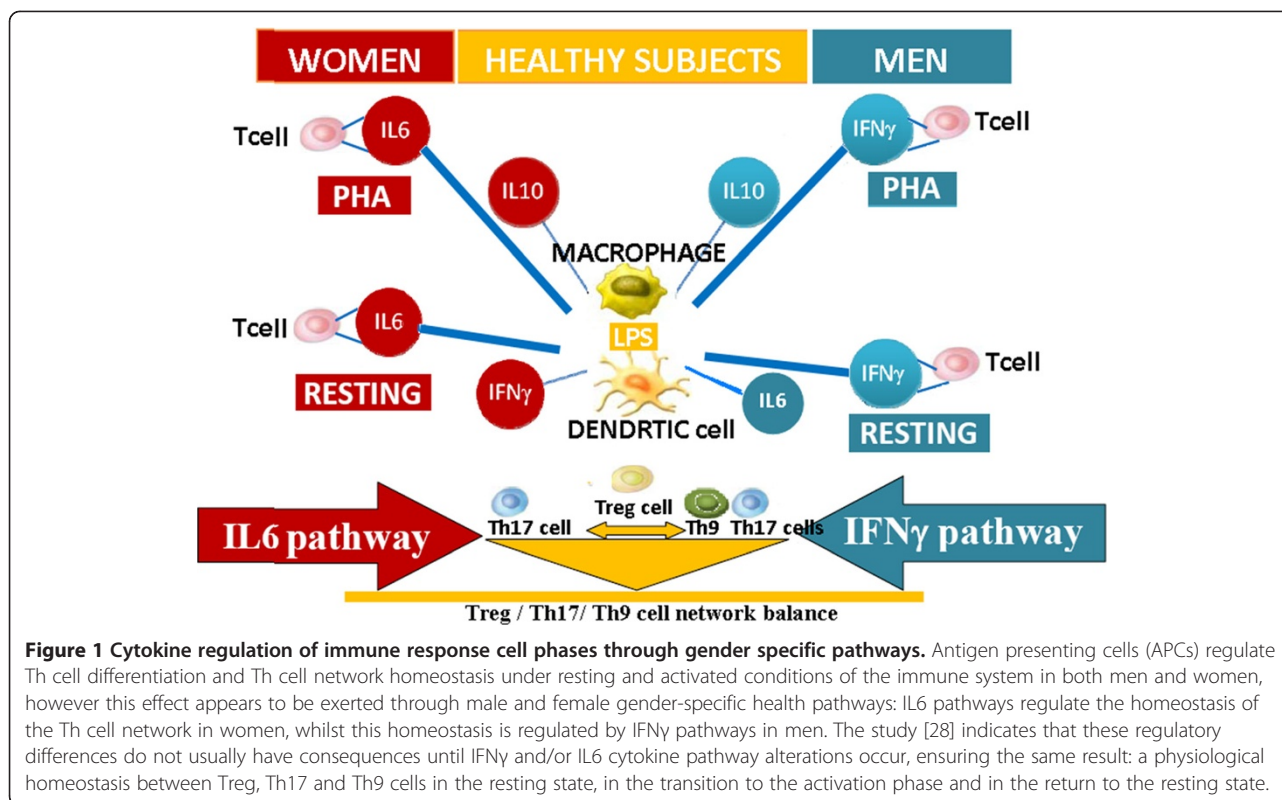 WOMEN HEALTHY SUBJECTS MEN
Tcell IL6 IFNγ Tcell
PHA IL10 IL10 PHA
MACROPHAGE
Tcell IL6 LPS IFNγ Tcell
RESTING IFNγ IL6 RESTING
DENDRTIC cell
Treg cell
Th17 cell Th9 Th17 cells
IL6 pathway IFNγ pathway
Treg / Th17/ Th9 cell network balance
Figure 1 Cytokine regulation of immune response cell phases through gender specific pathways. Antigen presenting cells (APCs) regulate
Th cell differentiation and Th cell network homeostasis under resting and activated conditions of the immune system in both men and women,
however this effect appears to be exerted through male and female gender-specific health pathways: IL6 pathways regulate the homeostasis of
the Th cell network in women, whilst this homeostasis is regulated by IFNγ pathways in men. The study [28] indicates that these regulatory
differences do not usually have consequences until IFNγ and/or IL6 cytokine pathway alterations occur, ensuring the same result: a physiological
homeostasis between Treg, Th17 and Th9 cells in the resting state, in the transition to the activation phase and in the return to the resting state.